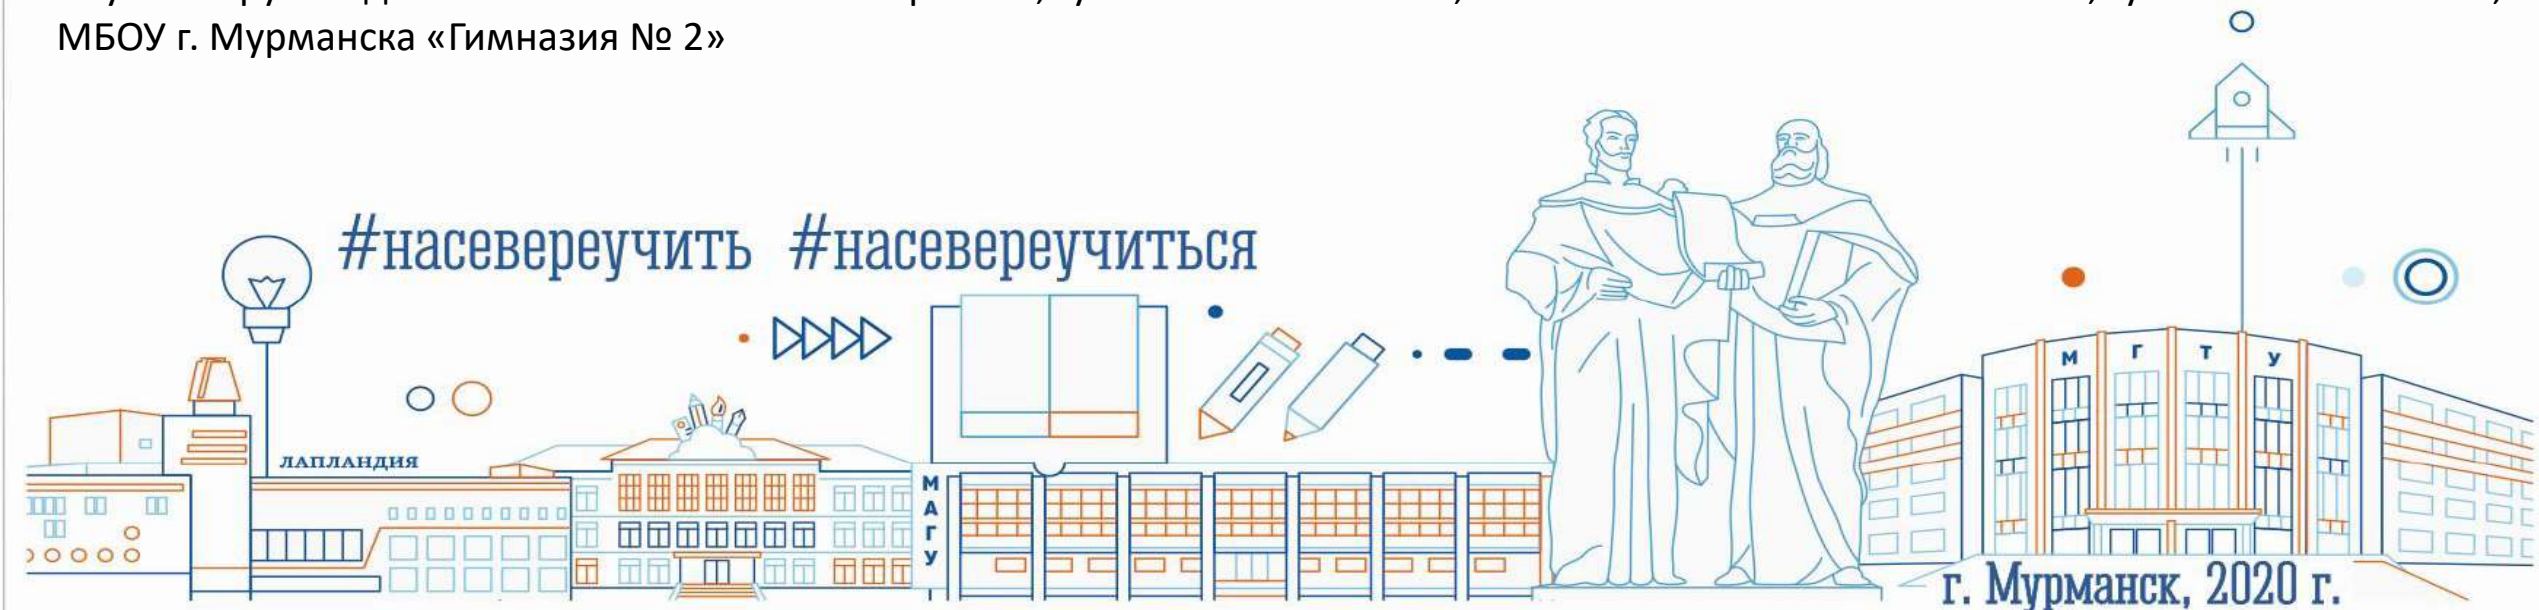 МБОУ г. Мурманска «Гимназия № 2»
#насевереучить #насевереучиться
ЛАПЛАНДИЯ
МАГУ
МГТУ
г. Мурманск, 2020 г.